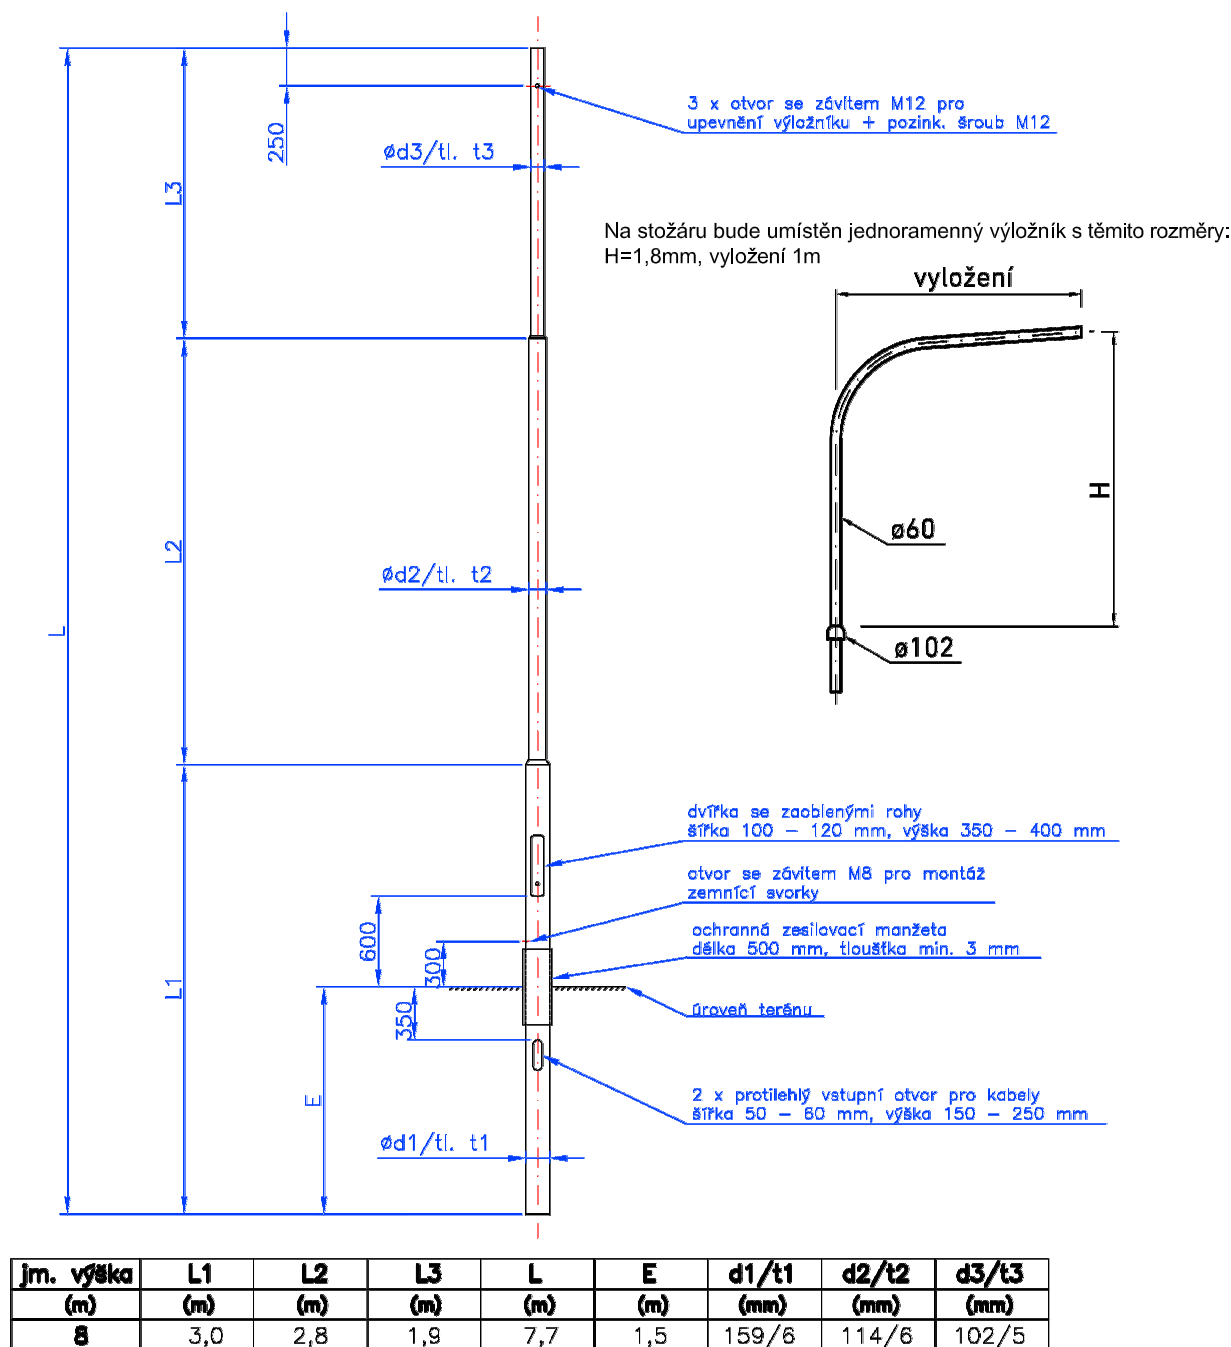 3 x otvor se závitem M12 pro
upevnění výložníku + pozink. šroub M12
250
ød3/tl. t3
L3
Na stožáru bude umístěn jednoramenný výložník s těmito rozměry:
H=1,8mm, vyložení 1m
vyložení
H
ø60
ø102
L2
ød2/tl. t2
L
dvířka se zaoblenými rohy
šířka 100 – 120 mm, výška 350 – 400 mm
otvor se závitem M8 pro montáž
zemnící svorky
ochranná zesilovací manžeta
délka 500 mm, tloušťka min. 3 mm
600
300
L1
350
úroveň terénu
E
2 x protilehlý vstupní otvor pro kabely
šířka 50 – 60 mm, výška 150 – 250 mm
ød1/tl. t1
jm. výška L1 L2 L3 L E d1/t1 d2/t2 d3/t3
(m) (m) (m) (m) (m) (m) (mm) (mm) (mm)
8 3,0 2,8 1,9 7,7 1,5 159/6 114/6 102/5